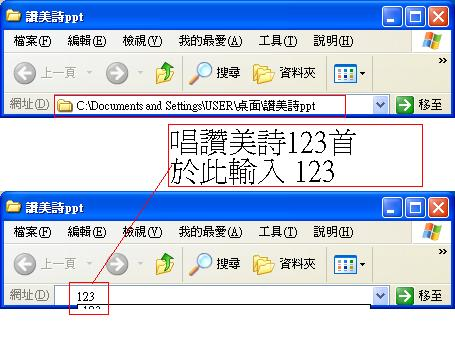 讚美詩ppt
檔案(F) 編輯(E) 檢視(V) 我的最愛(A) 工具(T) 說明(H)
上一頁 搜尋 資料夾
網址(D) C:\Documents and Settings\USER\桌面\讚美詩ppt 移至
唱讚美詩123首
於此輸入 123
讚美詩ppt
檔案(F) 編輯(E) 檢視(V) 我的最愛(A) 工具(T) 說明(H)
上一頁 搜尋 資料夾
網址(D) 123 移至